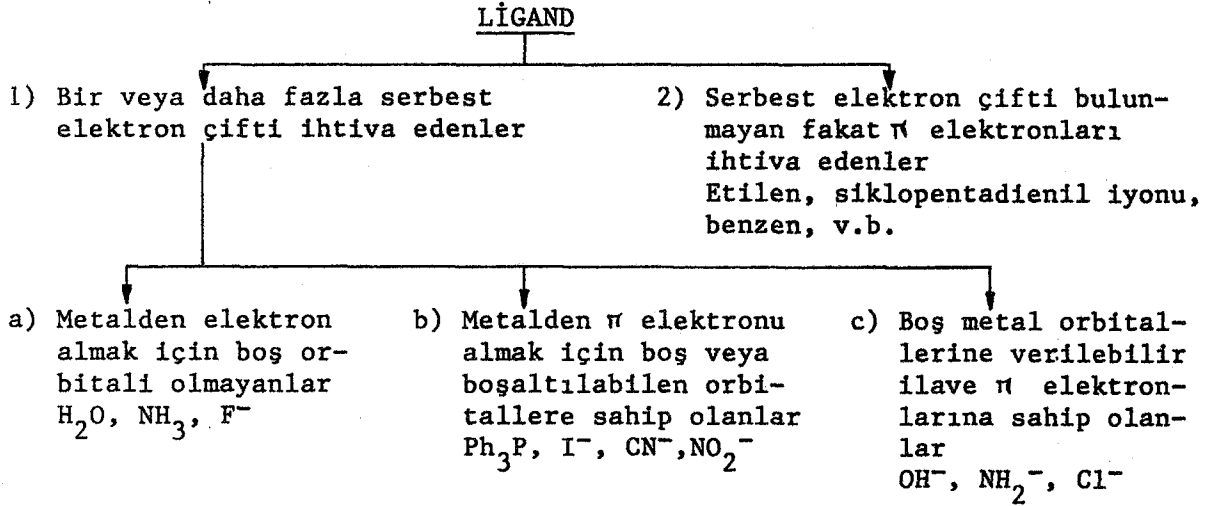 LİGAND
1) Bir veya daha fazla serbest
elektron çifti ihtiva edenler
2) Serbest elektron çifti bulun-
mayan fakat π elektronları
ihtiva edenler
Etilen, siklopentadienil iyonu,
benzen, v.b.
a) Metalden elektron
almak için boş or-
bitali olmayanlar
H₂O, NH₃, F⁻
b) Metalden π elektronu
almak için boş veya
boşaltılabilen orbi-
tallere sahip olanlar
Ph₃P, I⁻, CN⁻,NO₂⁻
c) Boş metal orbital-
lerine verilebilir
ilave π elektron-
larına sahip olan-
lar
OH⁻, NH₂⁻, Cl⁻